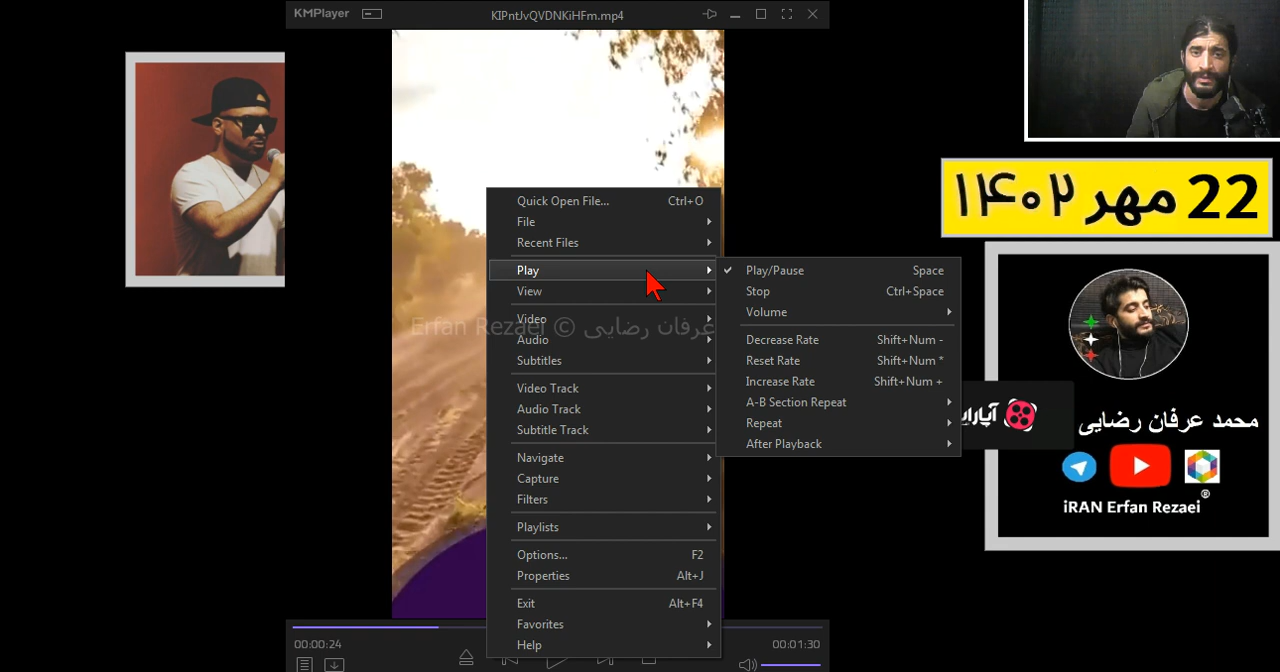 KMPlayer
KIPntJvQVDNKiHFm.mp4
22 مهر ۱۴۰۲
Quick Open File... Ctrl+O
File
Recent Files
Play
View
Video
Audio
Subtitles
Video Track
Audio Track
Subtitle Track
Navigate
Capture
Filters
Playlists
Options... F2
Properties Alt+J
Exit Alt+F4
Favorites
Help
Play/Pause Space
Stop Ctrl+Space
Volume
Decrease Rate Shift+Num -
Reset Rate Shift+Num *
Increase Rate Shift+Num +
A-B Section Repeat
Repeat
After Playback
Erfan Rezaei © عرفان رضایی
محمد عرفان رضایی
iRAN Erfan Rezaei®
00:00:24
00:01:30